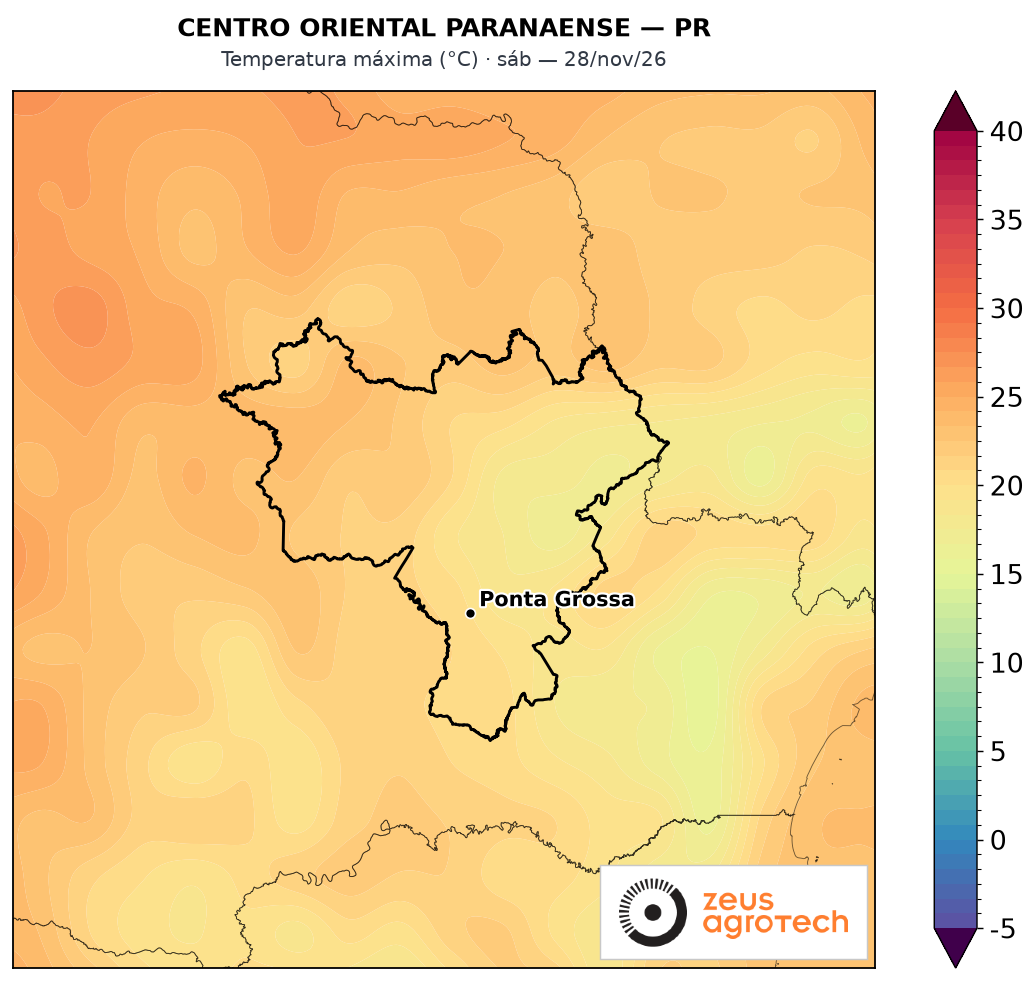 CENTRO ORIENTAL PARANAENSE — PR
Temperatura máxima (°C) · sáb — 28/nov/26
40
35
30
25
20
15
10
5
0
-5
Ponta Grossa
zeus
agrotech